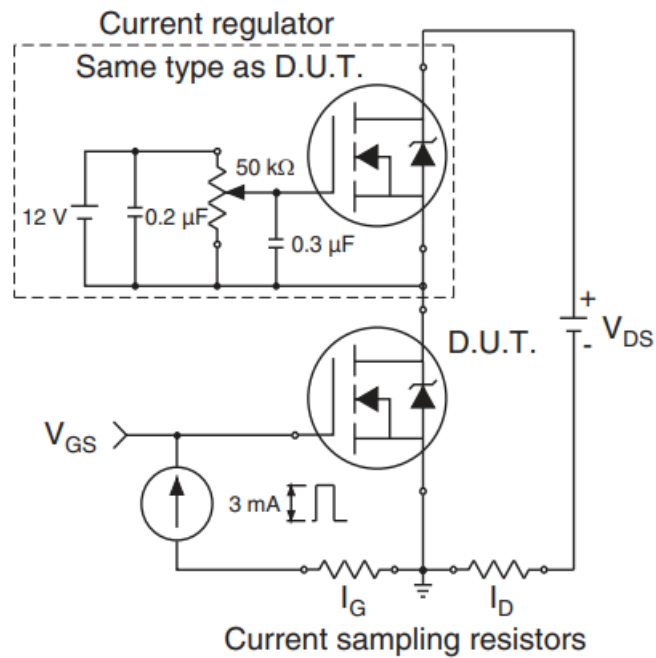 Current regulator
Same type as D.U.T.
50 kΩ
12 V
0.2 µF
0.3 µF
+
V_DS
-
D.U.T.
V_GS
3 mA
I_G
I_D
Current sampling resistors